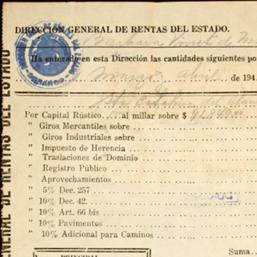 DIRECCIÓN GENERAL DE RENTAS DEL ESTADO.
Ha enterado en esta Dirección las cantidades siguientes po
de 194
Por Capital Rústico al millar sobre $
" Giros Mercantiles sobre
" Giros Industriales sobre
" Impuesto de Herencia
" Traslaciones de Dominio
" Registro Público
" Aprovechamientos
" 5% Dec. 257
" 10% Dec. 42.
" 10% Art. 66 bis
" 10% Pavimentos
" 10% Adicional para Caminos
PRINCIPAL
Suma
GENERAL DE RENTAS DEL ESTADO